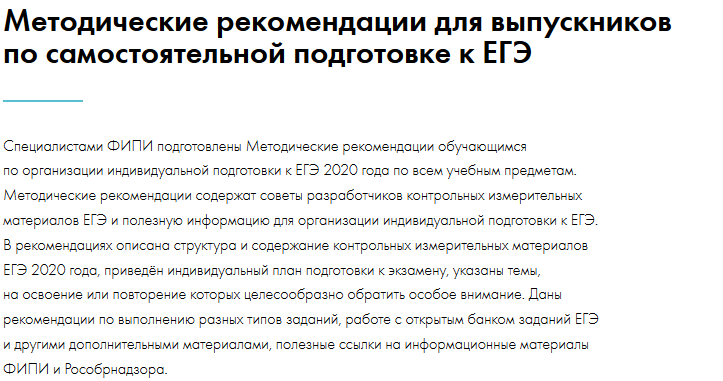 Методические рекомендации для выпускников
по самостоятельной подготовке к ЕГЭ
Специалистами ФИПИ подготовлены Методические рекомендации обучающимся
по организации индивидуальной подготовки к ЕГЭ 2020 года по всем учебным предметам.
Методические рекомендации содержат советы разработчиков контрольных измерительных
материалов ЕГЭ и полезную информацию для организации индивидуальной подготовки к ЕГЭ.
В рекомендациях описана структура и содержание контрольных измерительных материалов
ЕГЭ 2020 года, приведён индивидуальный план подготовки к экзамену, указаны темы,
на освоение или повторение которых целесообразно обратить особое внимание. Даны
рекомендации по выполнению разных типов заданий, работе с открытым банком заданий ЕГЭ
и другими дополнительными материалами, полезные ссылки на информационные материалы
ФИПИ и Рособрнадзора.